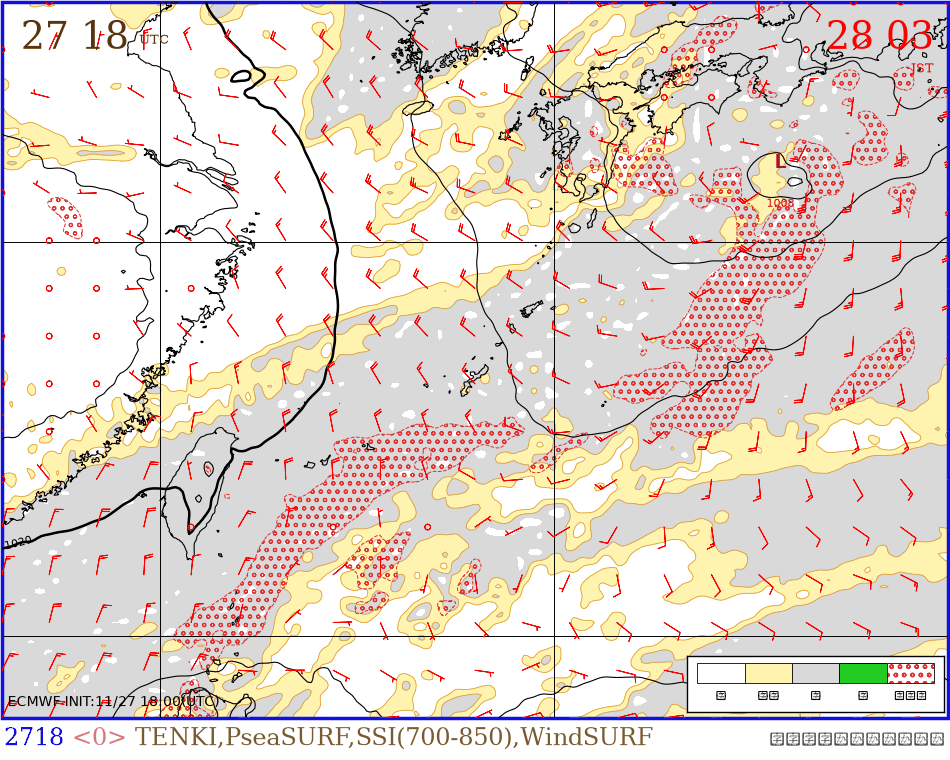 27 18 UTC
28 03
JST
L
1008
1020
ECMWF-INIT:11/27 18:00(UTC)
2718 <0> TENKI,PseaSURF,SSI(700-850),WindSURF